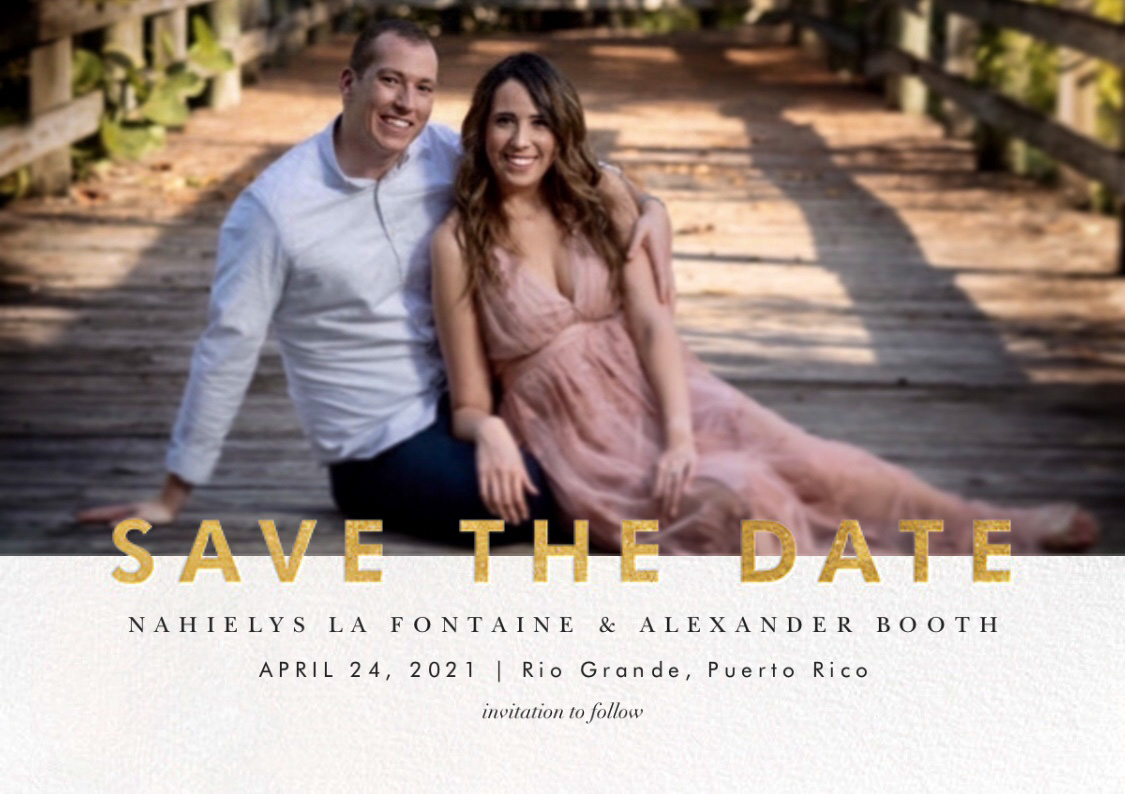 SAVE THE DATE
NAHIELYS LA FONTAINE & ALEXANDER BOOTH
APRIL 24, 2021 | Rio Grande, Puerto Rico
invitation to follow